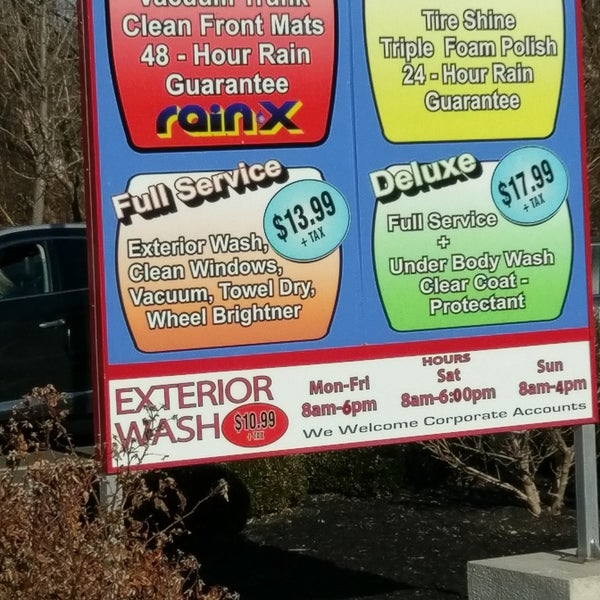 Vacuum Trunk
Clean Front Mats
48 - Hour Rain
Guarantee
rain-x
Tire Shine
Triple Foam Polish
24 - Hour Rain
Guarantee
Full Service
$13.99
+ TAX
Exterior Wash,
Clean Windows,
Vacuum, Towel Dry,
Wheel Brightner
Deluxe
$17.99
+ TAX
Full Service
+
Under Body Wash
Clear Coat -
Protectant
EXTERIOR
WASH
$10.99
+ TAX
HOURS
Mon-Fri
8am-6pm
Sat
8am-6:00pm
Sun
8am-4pm
We Welcome Corporate Accounts